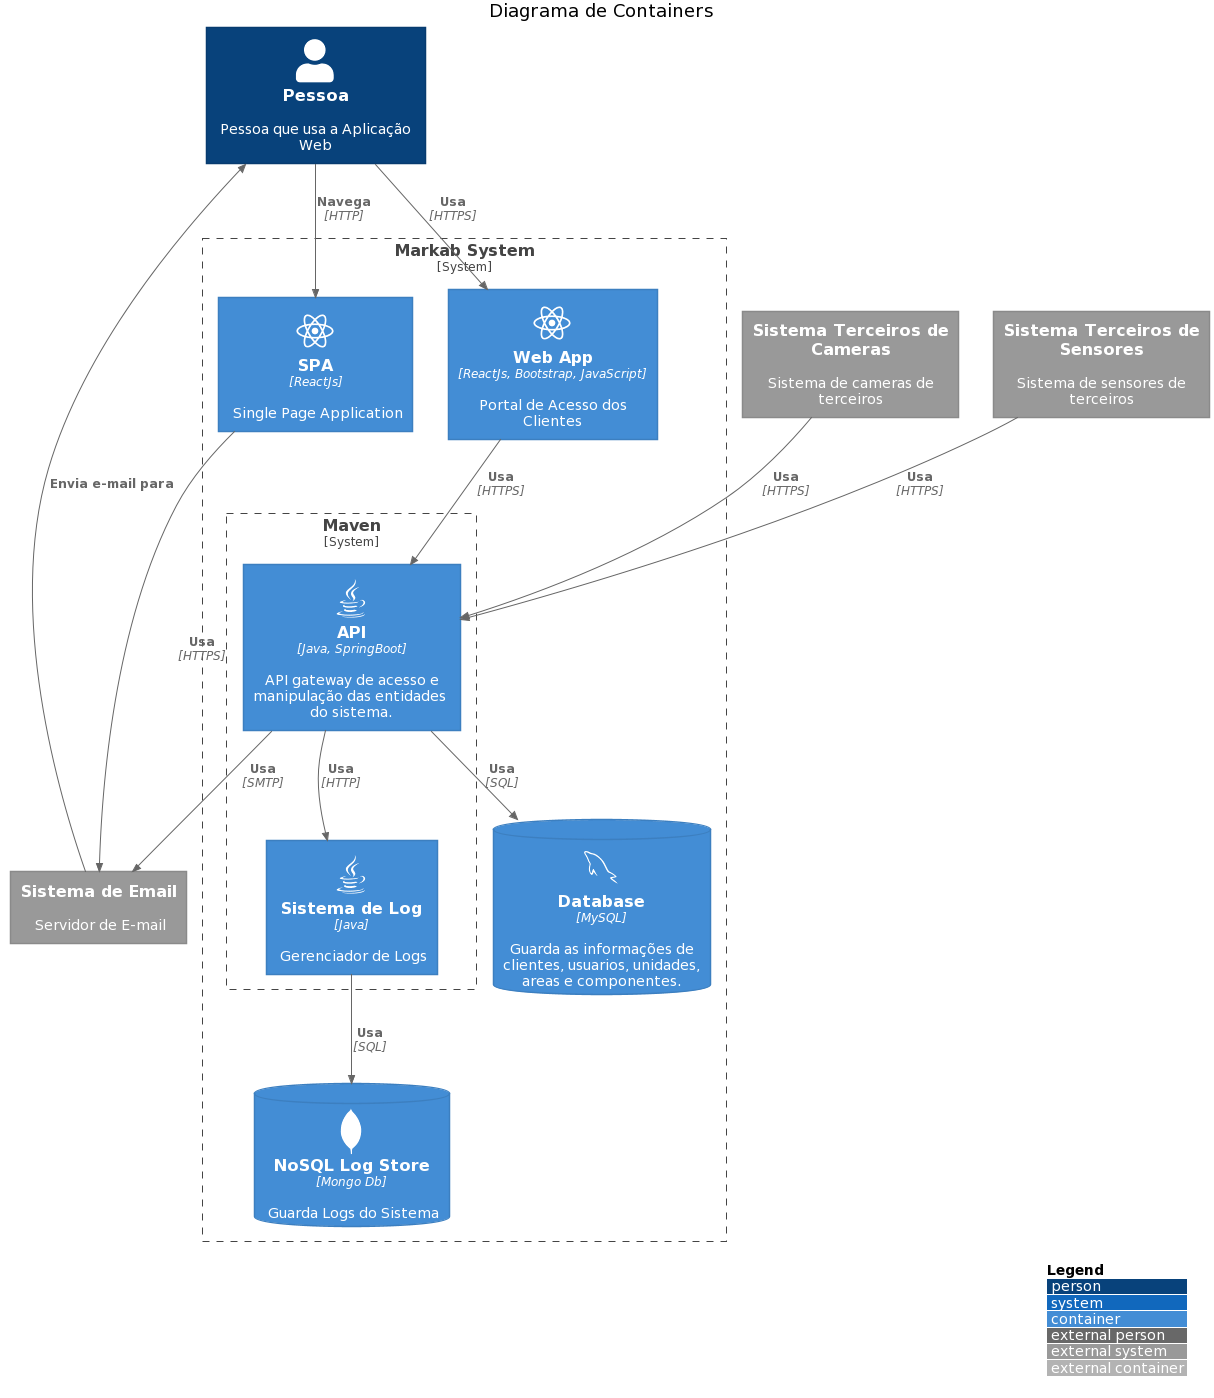 Diagrama de Containers
Pessoa
Pessoa que usa a Aplicação
Web
Navega
[HTTP]
Usa
[HTTPS]
Markab System
[System]
SPA
[ReactJs]
Single Page Application
Web App
[ReactJs, Bootstrap, JavaScript]
Portal de Acesso dos
Clientes
Sistema Terceiros de
Cameras
Sistema de cameras de
terceiros
Sistema Terceiros de
Sensores
Sistema de sensores de
terceiros
Envia e-mail para
Usa
[HTTPS]
Usa
[HTTPS]
Usa
[HTTPS]
Maven
[System]
API
[Java, SpringBoot]
API gateway de acesso e
manipulação das entidades
do sistema.
Usa
[HTTPS]
Usa
[SMTP]
Usa
[HTTP]
Usa
[SQL]
Sistema de Email
Servidor de E-mail
Sistema de Log
[Java]
Gerenciador de Logs
Database
[MySQL]
Guarda as informações de
clientes, usuarios, unidades,
areas e componentes.
Usa
[SQL]
NoSQL Log Store
[Mongo Db]
Guarda Logs do Sistema
Legend
person
system
container
external person
external system
external container